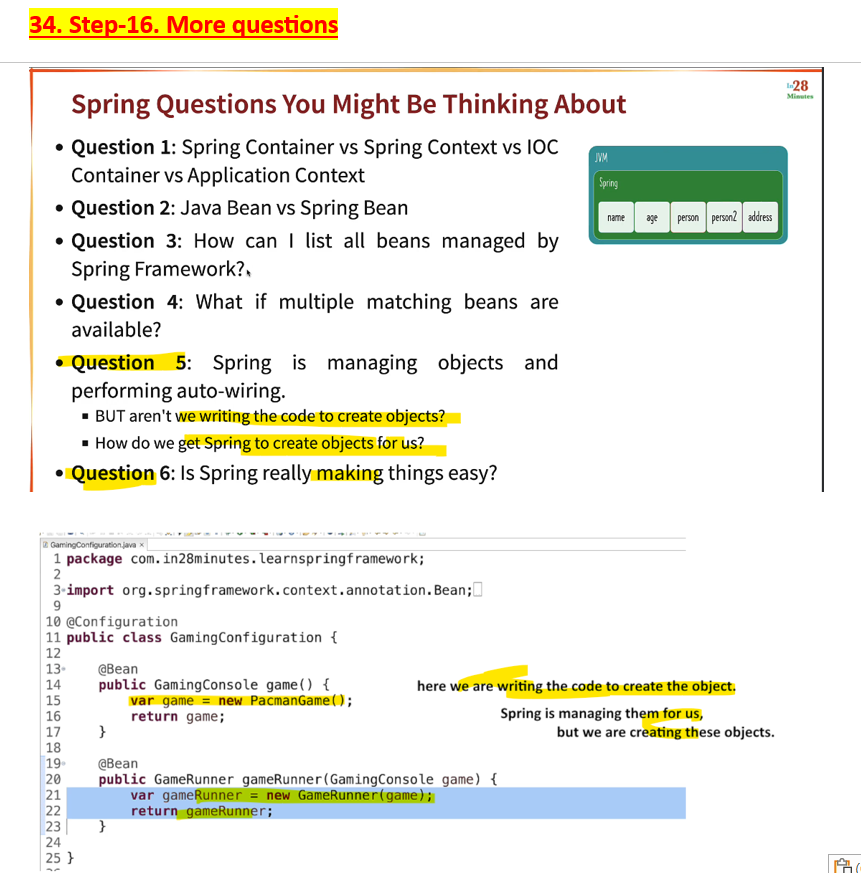 34. Step-16. More questions
In28
Minutes
Spring Questions You Might Be Thinking About
• Question 1: Spring Container vs Spring Context vs IOC
Container vs Application Context
• Question 2: Java Bean vs Spring Bean
• Question 3: How can I list all beans managed by
Spring Framework?
• Question 4: What if multiple matching beans are
available?
• Question 5: Spring is managing objects and
performing auto-wiring.
▪ BUT aren't we writing the code to create objects?
▪ How do we get Spring to create objects for us?
• Question 6: Is Spring really making things easy?
JVM
Spring
name age person person2 address
GamingConfiguration.java ×
1 package com.in28minutes.learnspringframework;
2
3 import org.springframework.context.annotation.Bean;
9
10 @Configuration
11 public class GamingConfiguration {
12
13 @Bean
14 public GamingConsole game() {
15 var game = new PacmanGame();
16 return game;
17 }
18
19 @Bean
20 public GameRunner gameRunner(GamingConsole game) {
21 var gameRunner = new GameRunner(game);
22 return gameRunner;
23 }
24
25 }
here we are writing the code to create the object.
Spring is managing them for us,
but we are creating these objects.